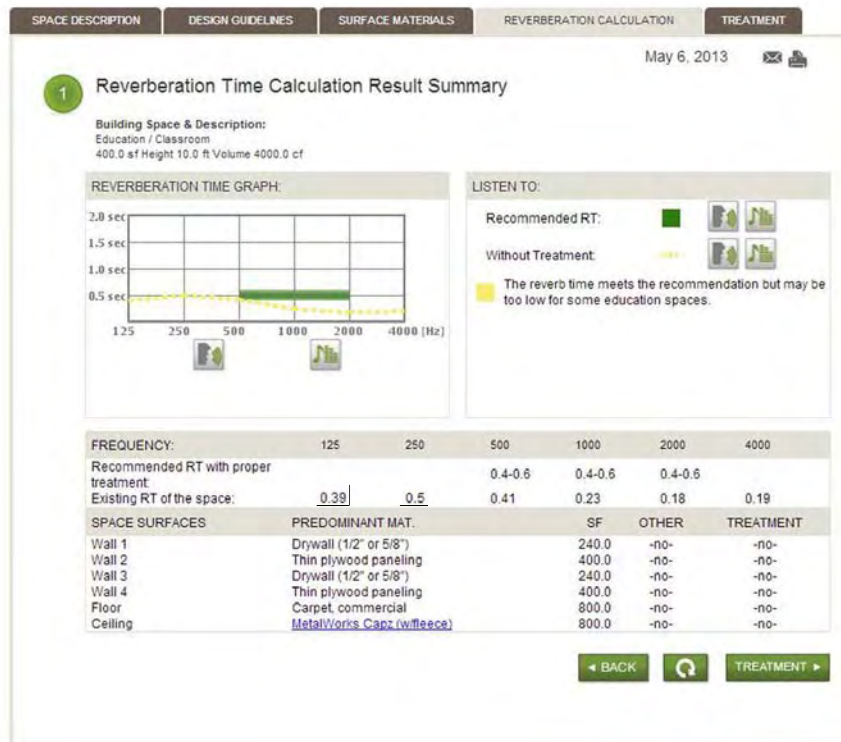 SPACE DESCRIPTION DESIGN GUIDELINES SURFACE MATERIALS REVERBERATION CALCULATION TREATMENT
May 6, 2013
1 Reverberation Time Calculation Result Summary
Building Space & Description:
Education / Classroom
400.0 sf Height 10.0 ft Volume 4000.0 cf
REVERBERATION TIME GRAPH:
2.0 sec
1.5 sec
1.0 sec
0.5 sec
125 250 500 1000 2000 4000 [Hz]
LISTEN TO:
Recommended RT:
Without Treatment:
The reverb time meets the recommendation but may be
too low for some education spaces.
FREQUENCY: 125 250 500 1000 2000 4000
Recommended RT with proper
treatment: 0.4-0.6 0.4-0.6 0.4-0.6
Existing RT of the space: 0.39 0.5 0.41 0.23 0.18 0.19
SPACE SURFACES PREDOMINANT MAT. SF OTHER TREATMENT
Wall 1 Drywall (1/2" or 5/8") 240.0 -no- -no-
Wall 2 Thin plywood paneling 400.0 -no- -no-
Wall 3 Drywall (1/2" or 5/8") 240.0 -no- -no-
Wall 4 Thin plywood paneling 400.0 -no- -no-
Floor Carpet, commercial 800.0 -no- -no-
Ceiling MetalWorks Capz (w/fleece) 800.0 -no- -no-
◄ BACK TREATMENT ►